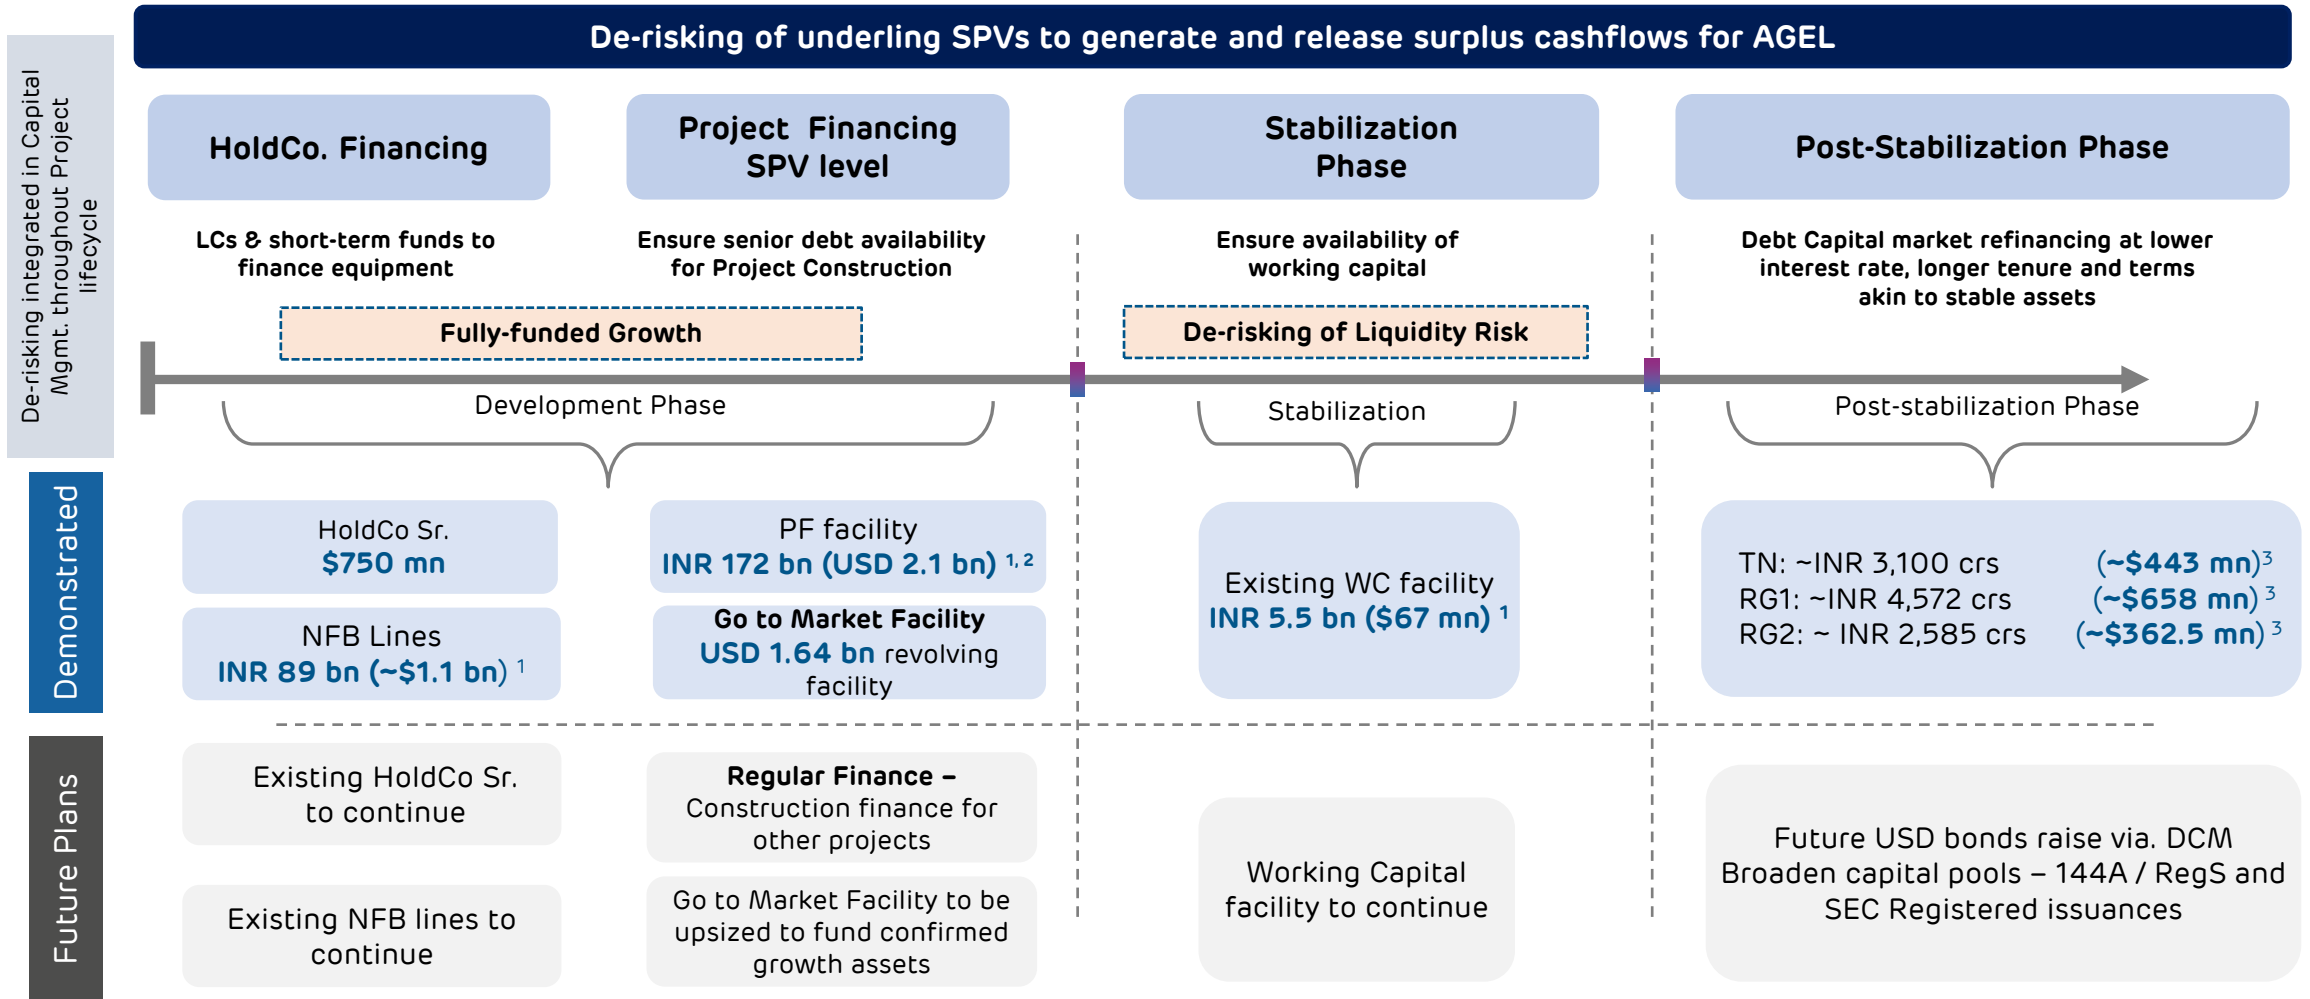 De-risking of underling SPVs to generate and release surplus cashflows for AGEL
De-risking integrated in Capital
Mgmt. throughout Project
lifecycle
HoldCo. Financing
Project Financing
SPV level
Stabilization
Phase
Post-Stabilization Phase
LCs & short-term funds to
finance equipment
Ensure senior debt availability
for Project Construction
Ensure availability of
working capital
Debt Capital market refinancing at lower
interest rate, longer tenure and terms
akin to stable assets
Fully-funded Growth
De-risking of Liquidity Risk
Development Phase
Stabilization
Post-stabilization Phase
Demonstrated
HoldCo Sr.
$750 mn
NFB Lines
INR 89 bn (~$1.1 bn) 1
PF facility
INR 172 bn (USD 2.1 bn) 1, 2
Go to Market Facility
USD 1.64 bn revolving
facility
Existing WC facility
INR 5.5 bn ($67 mn) 1
TN: ~INR 3,100 crs (~$443 mn)3
RG1: ~INR 4,572 crs (~$658 mn) 3
RG2: ~ INR 2,585 crs (~$362.5 mn) 3
Future Plans
Existing HoldCo Sr.
to continue
Existing NFB lines to
continue
Regular Finance –
Construction finance for
other projects
Go to Market Facility to be
upsized to fund confirmed
growth assets
Working Capital
facility to continue
Future USD bonds raise via. DCM
Broaden capital pools – 144A / RegS and
SEC Registered issuances